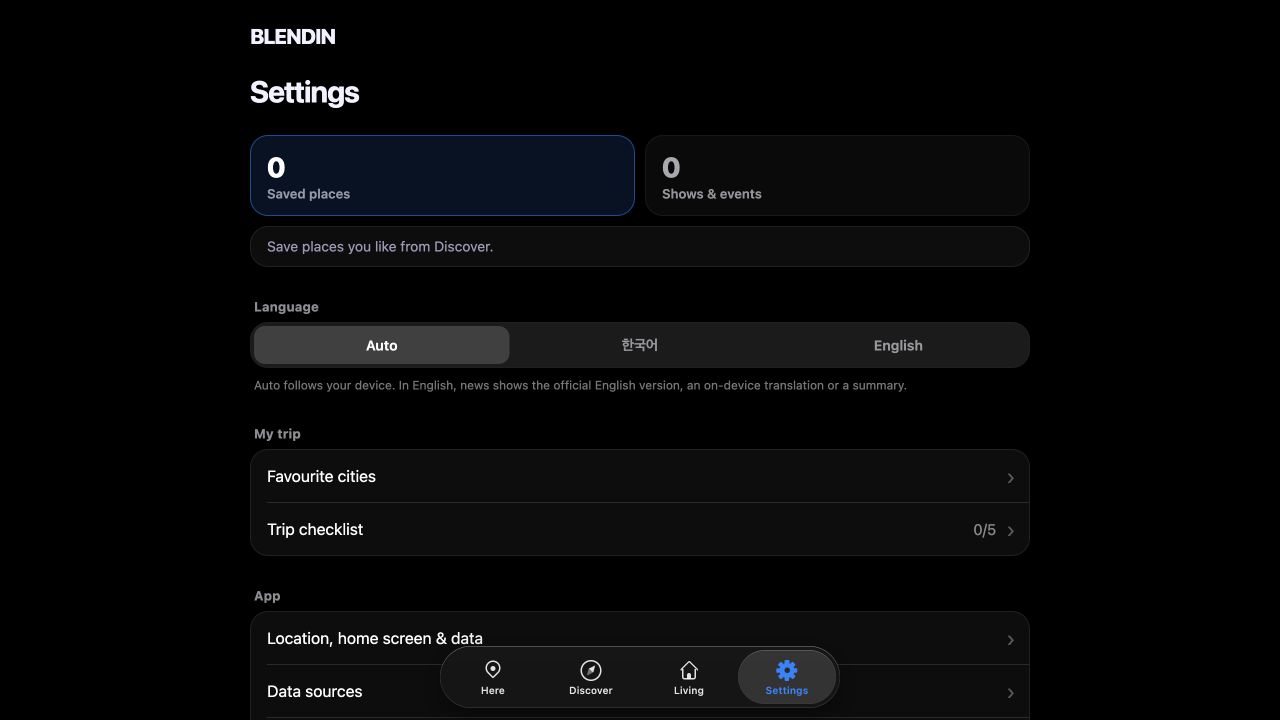 BLENDIN
Settings
0
Saved places
0
Shows & events
Save places you like from Discover.
Language
Auto
한국어
English
Auto follows your device. In English, news shows the official English version, an on-device translation or a summary.
My trip
Favourite cities
Trip checklist
0/5
App
Location, home screen & data
Data sources
Here
Discover
Living
Settings